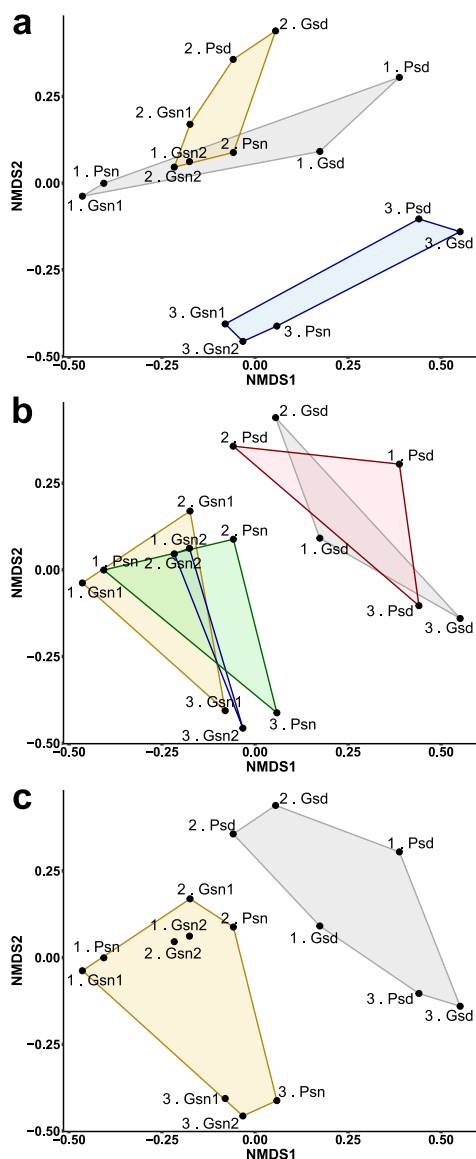 a
2 . Gsd
2 . Psd
1 . Psd
0.25
2 . Gsn1
1 . Gsn2
2 . Psn
1 . Gsd
1 . Psn
2 . Gsn2
0.00
1 . Gsn1
NMDS2
3 . Psd
3 . Gsd
−0.25
3 . Gsn1
3 . Psn
3 . Gsn2
−0.50
−0.50 −0.25 0.00 0.25 0.50
NMDS1
b
2 . Gsd
2 . Psd
1 . Psd
0.25
2 . Gsn1
1 . Gsn2
2 . Psn
1 . Gsd
1 . Psn
2 . Gsn2
0.00
1 . Gsn1
NMDS2
3 . Psd
3 . Gsd
−0.25
3 . Gsn1
3 . Psn
3 . Gsn2
−0.50
−0.50 −0.25 0.00 0.25 0.50
NMDS1
c
2 . Gsd
2 . Psd
1 . Psd
0.25
2 . Gsn1
1 . Gsn2
2 . Psn
1 . Gsd
1 . Psn
2 . Gsn2
0.00
1 . Gsn1
NMDS2
3 . Psd
3 . Gsd
−0.25
3 . Gsn1
3 . Psn
3 . Gsn2
−0.50
−0.50 −0.25 0.00 0.25 0.50
NMDS1